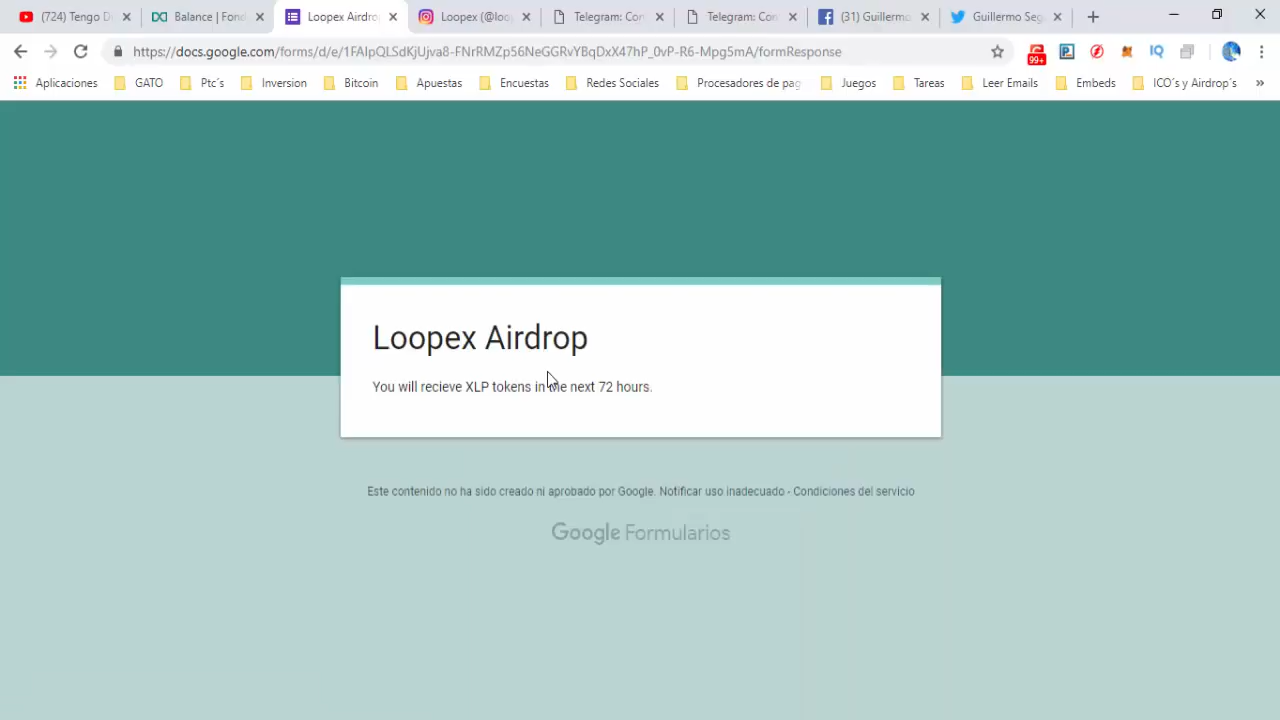 (724) Tengo D
Balance | Fond
Loopex Airdro
Loopex (@loo
Telegram: Con
Telegram: Con
(31) Guillermo
Guillermo Seg
https://docs.google.com/forms/d/e/1FAIpQLSdKjUjva8-FNrRMZp56NeGGRvYBqDxX47hP_0vP-R6-Mpg5mA/formResponse
99+
IQ
Aplicaciones
GATO
Ptc´s
Inversion
Bitcoin
Apuestas
Encuestas
Redes Sociales
Procesadores de pag
Juegos
Tareas
Leer Emails
Embeds
ICO´s y Airdrop´s
Loopex Airdrop
You will recieve XLP tokens in the next 72 hours.
Este contenido no ha sido creado ni aprobado por Google. Notificar uso inadecuado - Condiciones del servicio
Google Formularios